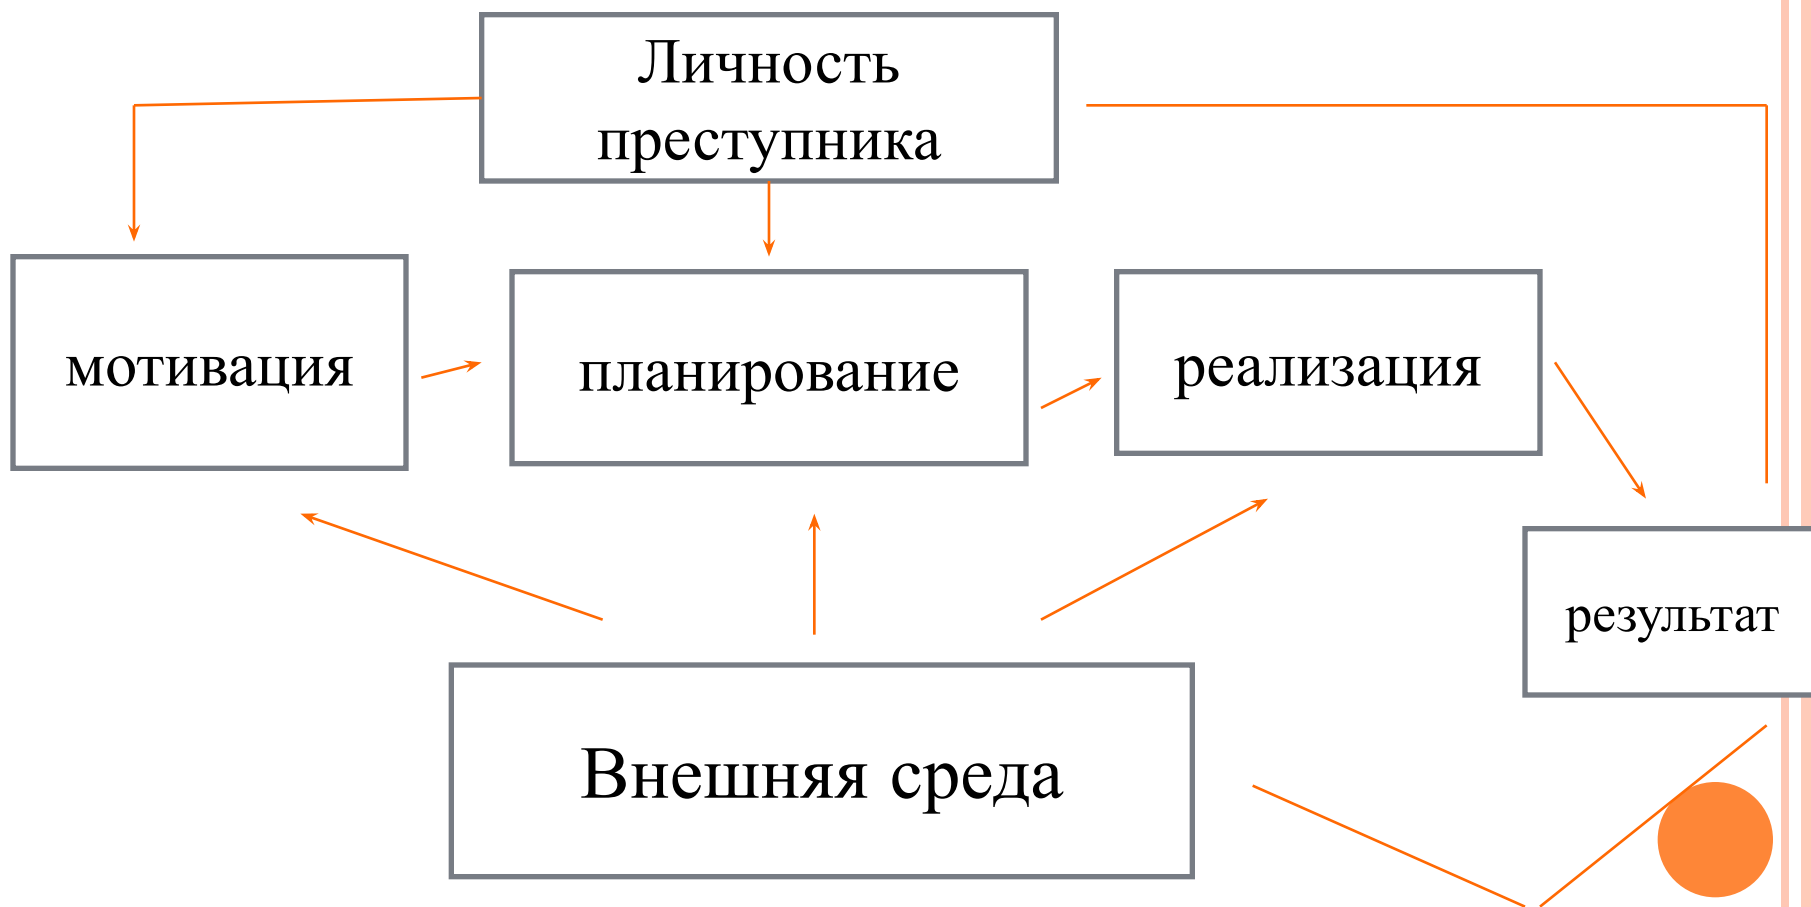 Личность
преступника
мотивация
планирование
реализация
результат
Внешняя среда